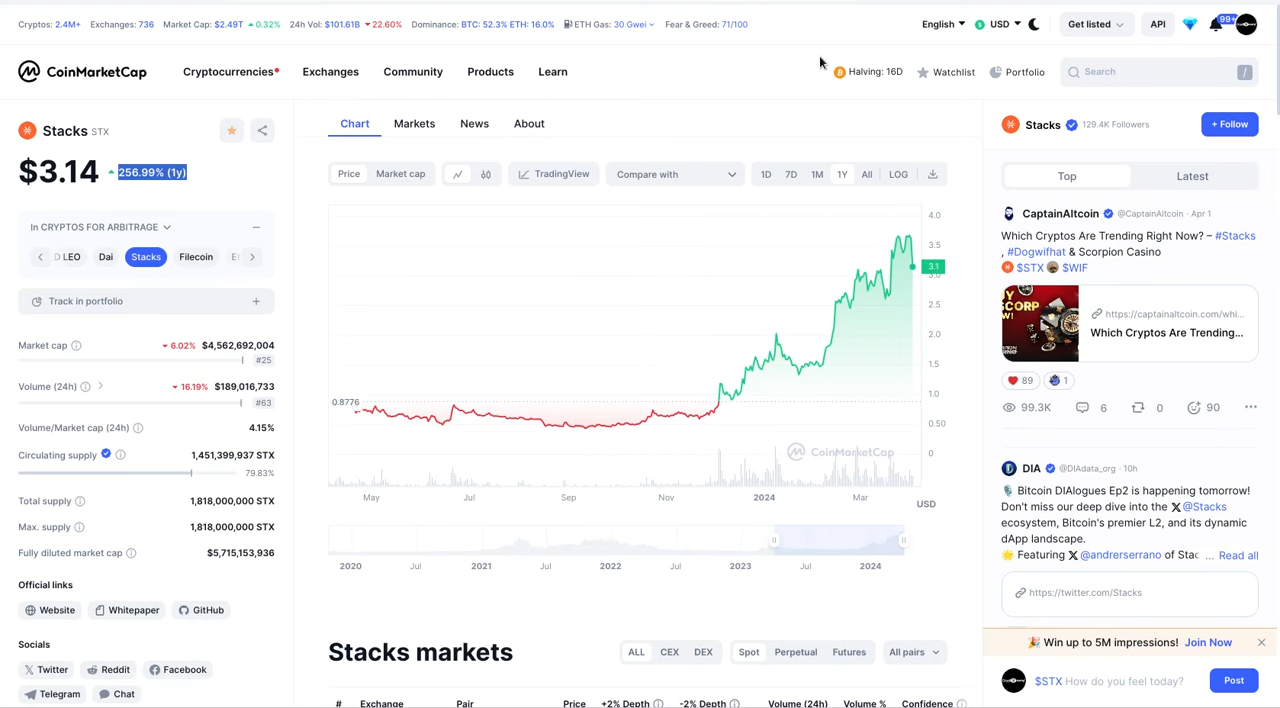 Cryptos: 2.4M+ Exchanges: 736 Market Cap: $2.49T 0.32% 24h Vol: $101.61B 22.60% Dominance: BTC: 52.3% ETH: 16.0% ETH Gas: 30 Gwei Fear & Greed: 71/100
English USD Get listed API 99+
CoinMarketCap Cryptocurrencies Exchanges Community Products Learn
Halving: 16D Watchlist Portfolio Search /
Stacks STX
$3.14 256.99% (1y)
In CRYPTOS FOR ARBITRAGE
D LEO Dai Stacks Filecoin
Track in portfolio +
Market cap 6.02% $4,562,692,004
#25
Volume (24h) 16.19% $189,016,733
#63
Volume/Market cap (24h) 4.15%
Circulating supply 1,451,399,937 STX
79.83%
Total supply 1,818,000,000 STX
Max. supply 1,818,000,000 STX
Fully diluted market cap $5,715,153,936
Official links
Website Whitepaper GitHub
Socials
Twitter Reddit Facebook
Telegram Chat
Chart Markets News About
Price Market cap TradingView Compare with 1D 7D 1M 1Y All LOG
4.0
3.5
3.1
3.0
2.5
2.0
1.5
1.0
0.8776
0.50
0
CoinMarketCap
May Jul Sep Nov 2024 Mar
USD
2020 Jul 2021 Jul 2022 Jul 2023 Jul 2024
Stacks markets
ALL CEX DEX Spot Perpetual Futures All pairs
# Exchange Pair Price +2% Depth -2% Depth Volume (24h) Volume % Confidence
Stacks 129.4K Followers + Follow
Top Latest
CaptainAltcoin @CaptainAltcoin · Apr 1
Which Cryptos Are Trending Right Now? – #Stacks
, #Dogwifhat & Scorpion Casino
$STX $WIF
https://captainaltcoin.com/whi...
Which Cryptos Are Trending...
89 1
99.3K 6 0 90
DIA @DIAdata_org · 10h
Bitcoin DIAlogues Ep2 is happening tomorrow!
Don't miss our deep dive into the @Stacks
ecosystem, Bitcoin's premier L2, and its dynamic
dApp landscape.
Featuring @andrerserrano of Stac ... Read all
https://twitter.com/Stacks
Win up to 5M impressions! Join Now
$STX How do you feel today? Post